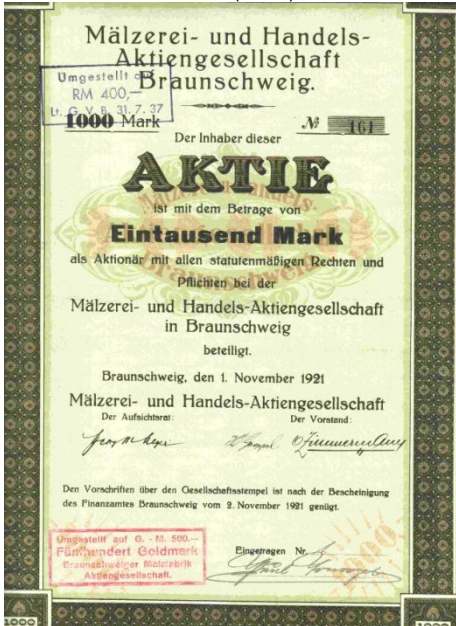 Mälzerei- und Handels-
Aktiengesellschaft
Braunschweig.
Umgestellt auf
RM 400,—
Lt. G. V. B. 31. 7. 37
1000 Mark
№ 161
Der Inhaber dieser
AKTIE
ist mit dem Betrage von
Eintausend Mark
als Aktionär mit allen statutenmäßigen Rechten und
Pflichten bei der
Mälzerei- und Handels-Aktiengesellschaft
in Braunschweig
beteiligt.
Braunschweig, den 1. November 1921
Mälzerei- und Handels-Aktiengesellschaft
Der Aufsichtsrat:
Der Vorstand:
Den Vorschriften über den Gesellschaftsstempel ist nach der Bescheinigung
des Finanzamtes Braunschweig vom 2. November 1921 genügt.
Umgestellt auf G.-M. 500.—
Fünfhundert Goldmark
Braunschweiger Malzfabrik
Aktiengesellschaft.
Eingetragen Nr.
1000
1000